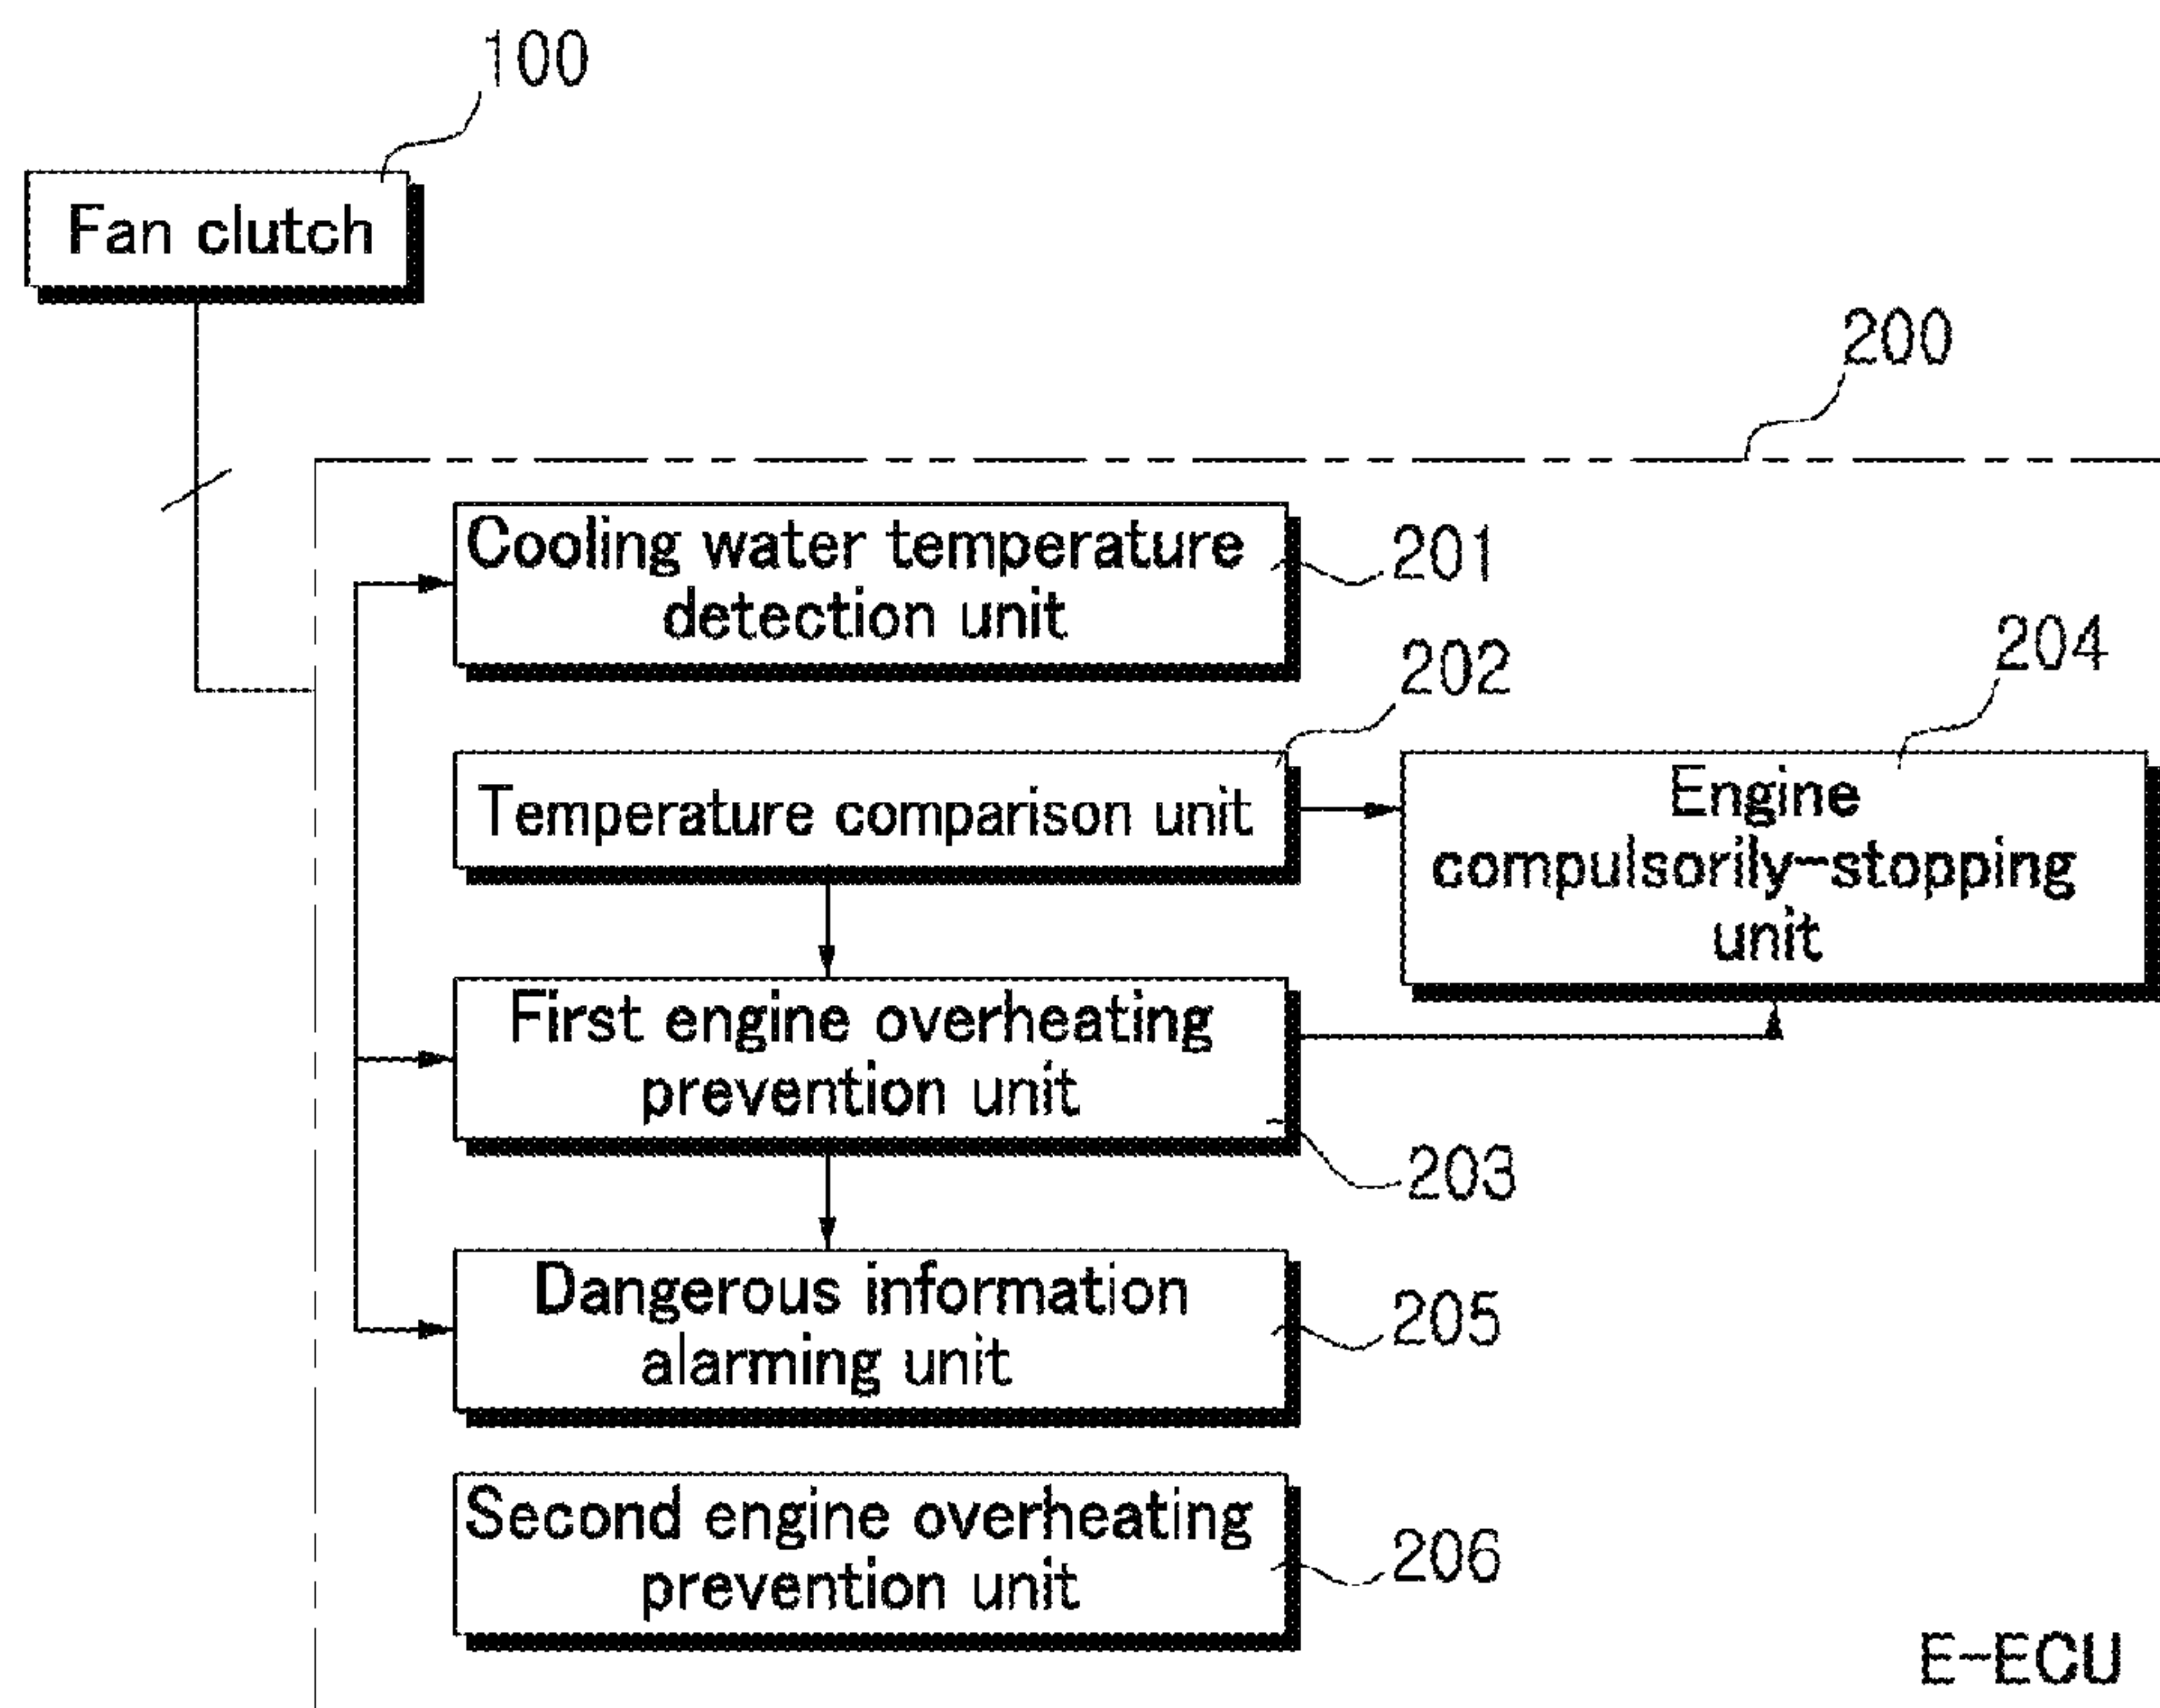 100
Fan clutch
200
Cooling water temperature
detection unit
201
202
204
Temperature comparison unit
Engine
compulsorily-stopping
unit
First engine overheating
prevention unit
203
Dangerous information
alarming unit
205
Second engine overheating
prevention unit
206
E-ECU